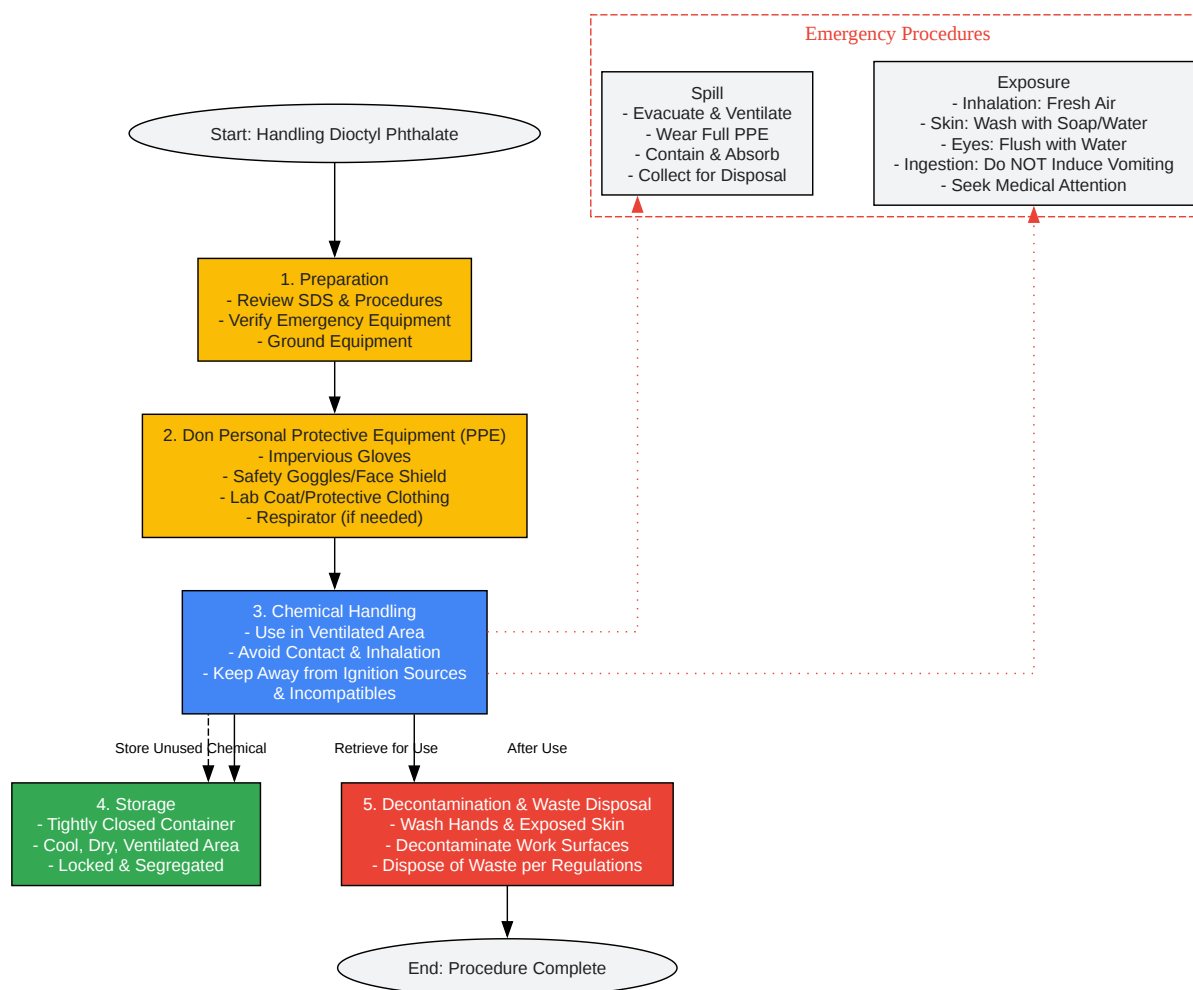 Emergency Procedures
Spill
- Evacuate & Ventilate
- Wear Full PPE
- Contain & Absorb
- Collect for Disposal
Exposure
- Inhalation: Fresh Air
- Skin: Wash with Soap/Water
- Eyes: Flush with Water
- Ingestion: Do NOT Induce Vomiting
- Seek Medical Attention
Start: Handling Dioctyl Phthalate
1. Preparation
- Review SDS & Procedures
- Verify Emergency Equipment
- Ground Equipment
2. Don Personal Protective Equipment (PPE)
- Impervious Gloves
- Safety Goggles/Face Shield
- Lab Coat/Protective Clothing
- Respirator (if needed)
3. Chemical Handling
- Use in Ventilated Area
- Avoid Contact & Inhalation
- Keep Away from Ignition Sources
& Incompatibles
Store Unused Chemical
Retrieve for Use
After Use
4. Storage
- Tightly Closed Container
- Cool, Dry, Ventilated Area
- Locked & Segregated
5. Decontamination & Waste Disposal
- Wash Hands & Exposed Skin
- Decontaminate Work Surfaces
- Dispose of Waste per Regulations
End: Procedure Complete